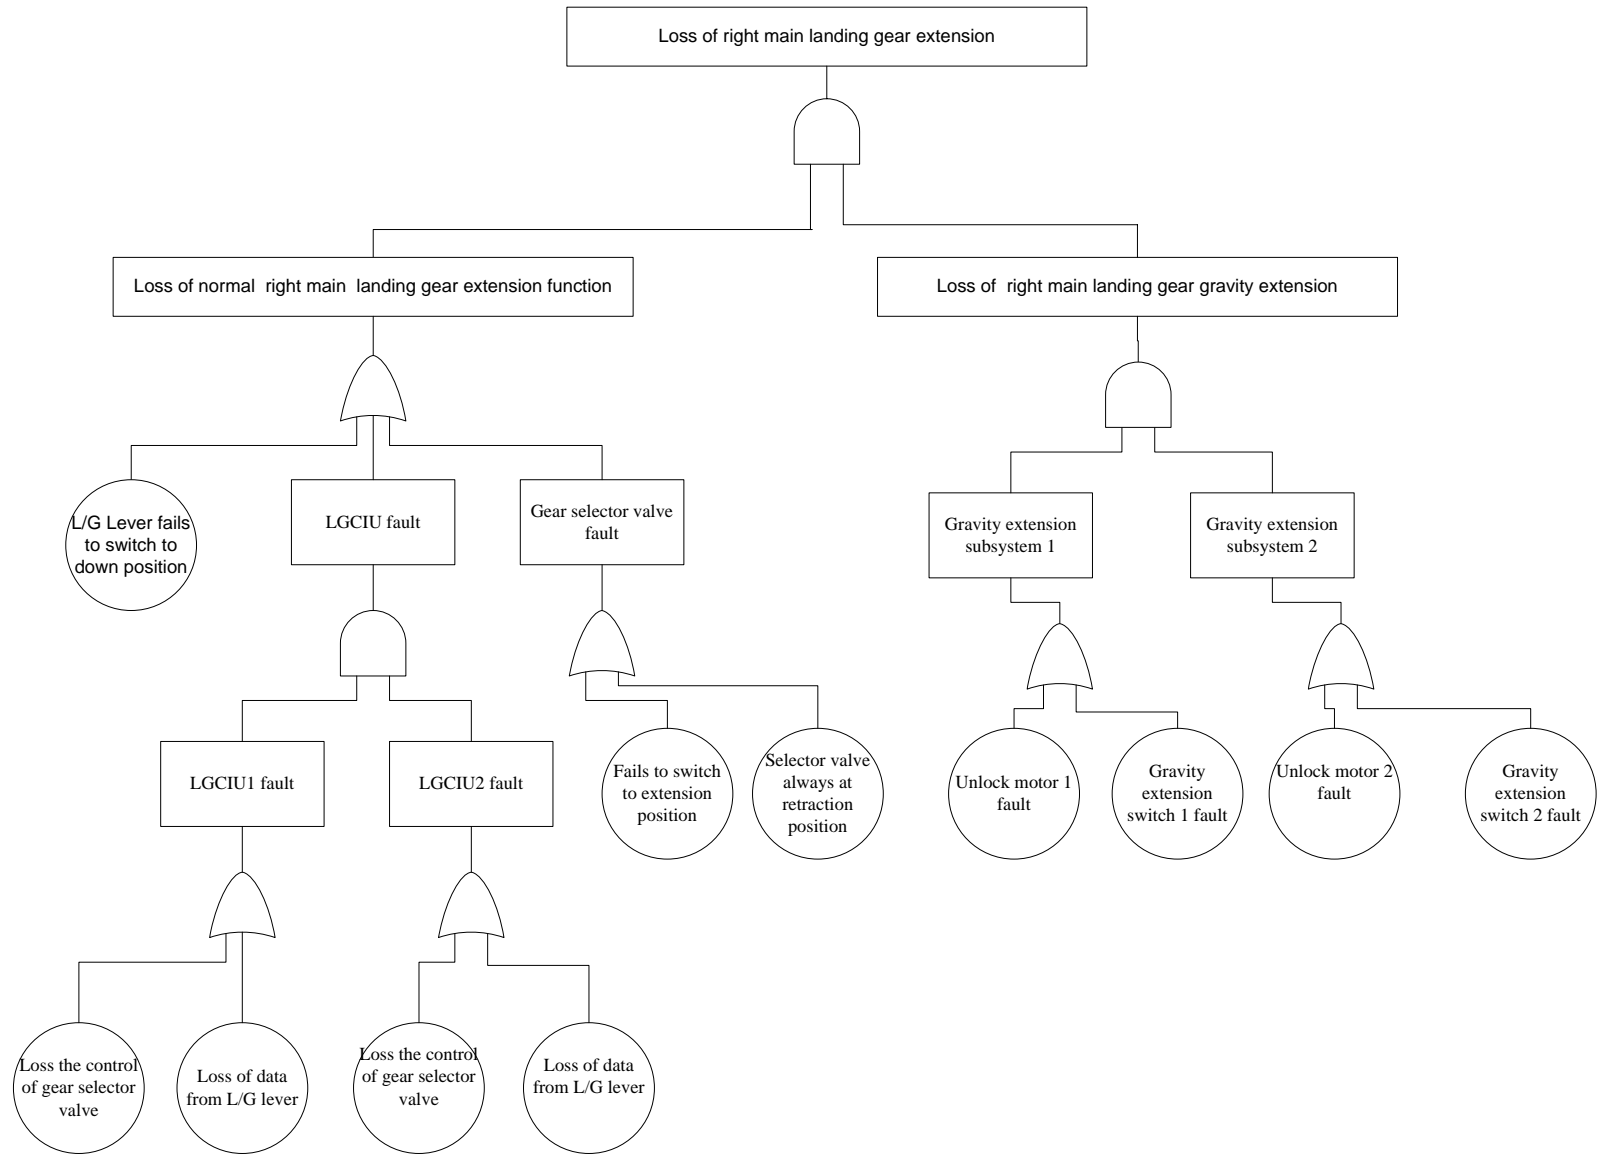 Loss of right main landing gear extension
Loss of normal right main landing gear extension function
Loss of right main landing gear gravity extension
L/G Lever fails
to switch to
down position
LGCIU fault
Gear selector valve
fault
Gravity extension
subsystem 1
Gravity extension
subsystem 2
LGCIU1 fault
LGCIU2 fault
Fails to switch
to extension
position
Selector valve
always at
retraction
position
Unlock motor 1
fault
Gravity
extension
switch 1 fault
Unlock motor 2
fault
Gravity
extension
switch 2 fault
Loss the control
of gear selector
valve
Loss of data
from L/G lever
Loss the control
of gear selector
valve
Loss of data
from L/G lever